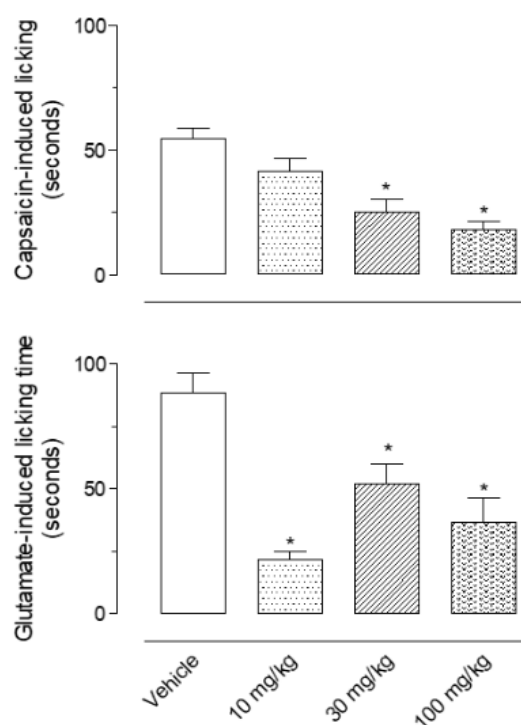 Capsaicin-induced licking
(seconds)
100
50
0
*
*
Glutamate-induced licking time
(seconds)
100
50
0
*
*
*
Vehicle
10 mg/kg
30 mg/kg
100 mg/kg